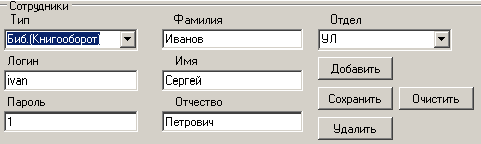 Сотрудники
Тип Фамилия Отдел
Биб.(Книгооборот) Иванов УЛ
Логин Имя
ivan Сергей Добавить
Пароль Отчество Сохранить Очистить
1 Петрович Удалить